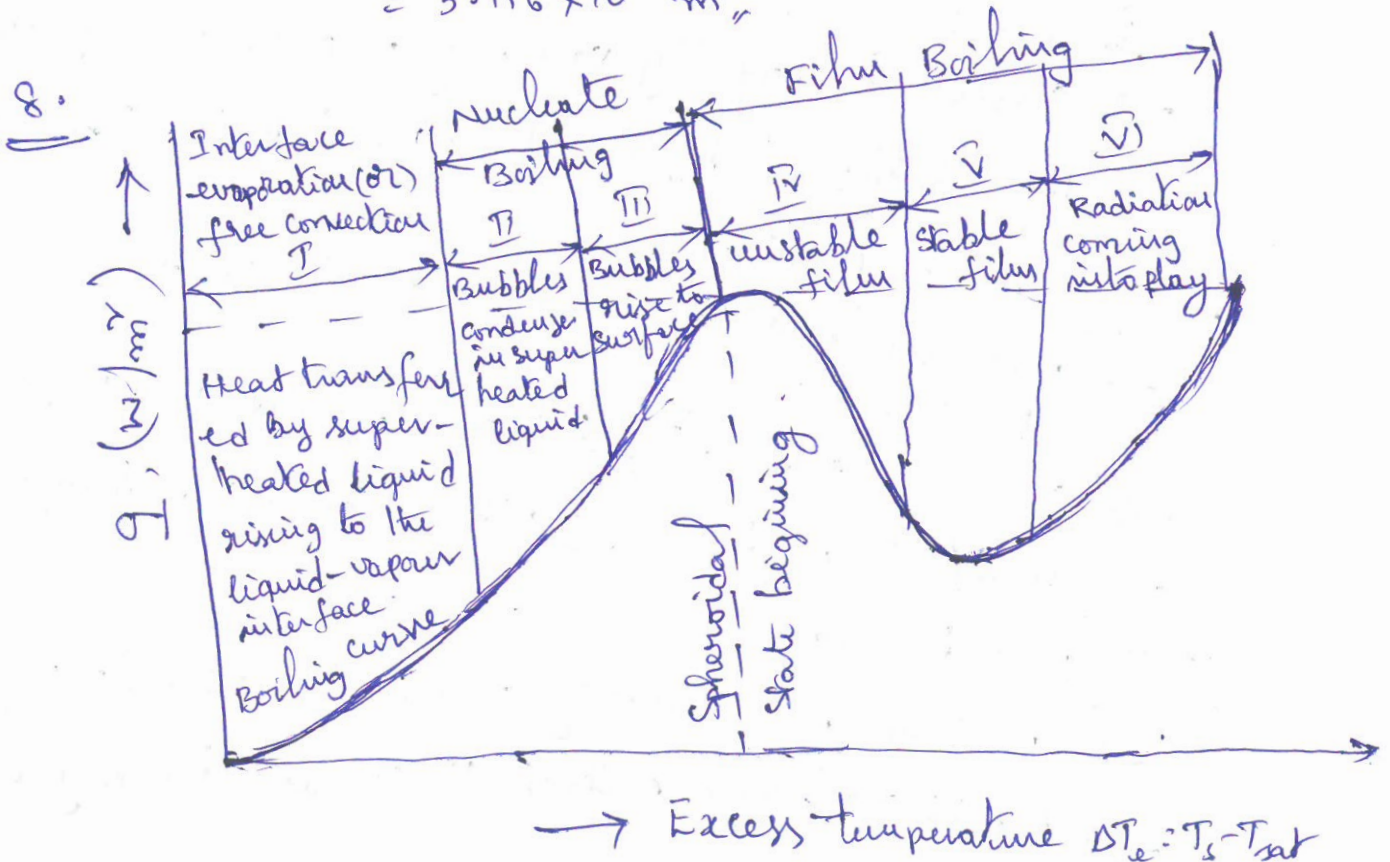 8.
Interface
evaporation (or)
free convection
I
Heat transferr
ed by super-
heated liquid
rising to the
liquid-vapour
interface
Boiling curve
Nucleate
Boiling
II
Bubbles
condense
in super
heated
liquid
III
Bubbles
rise to
surface
Film Boiling
IV
unstable
film
V
stable
film
VI
Radiation
coming
into play
Spheroidal
State begining
q, (W/m²)
Excess temperature ΔTe = Ts-Tsat